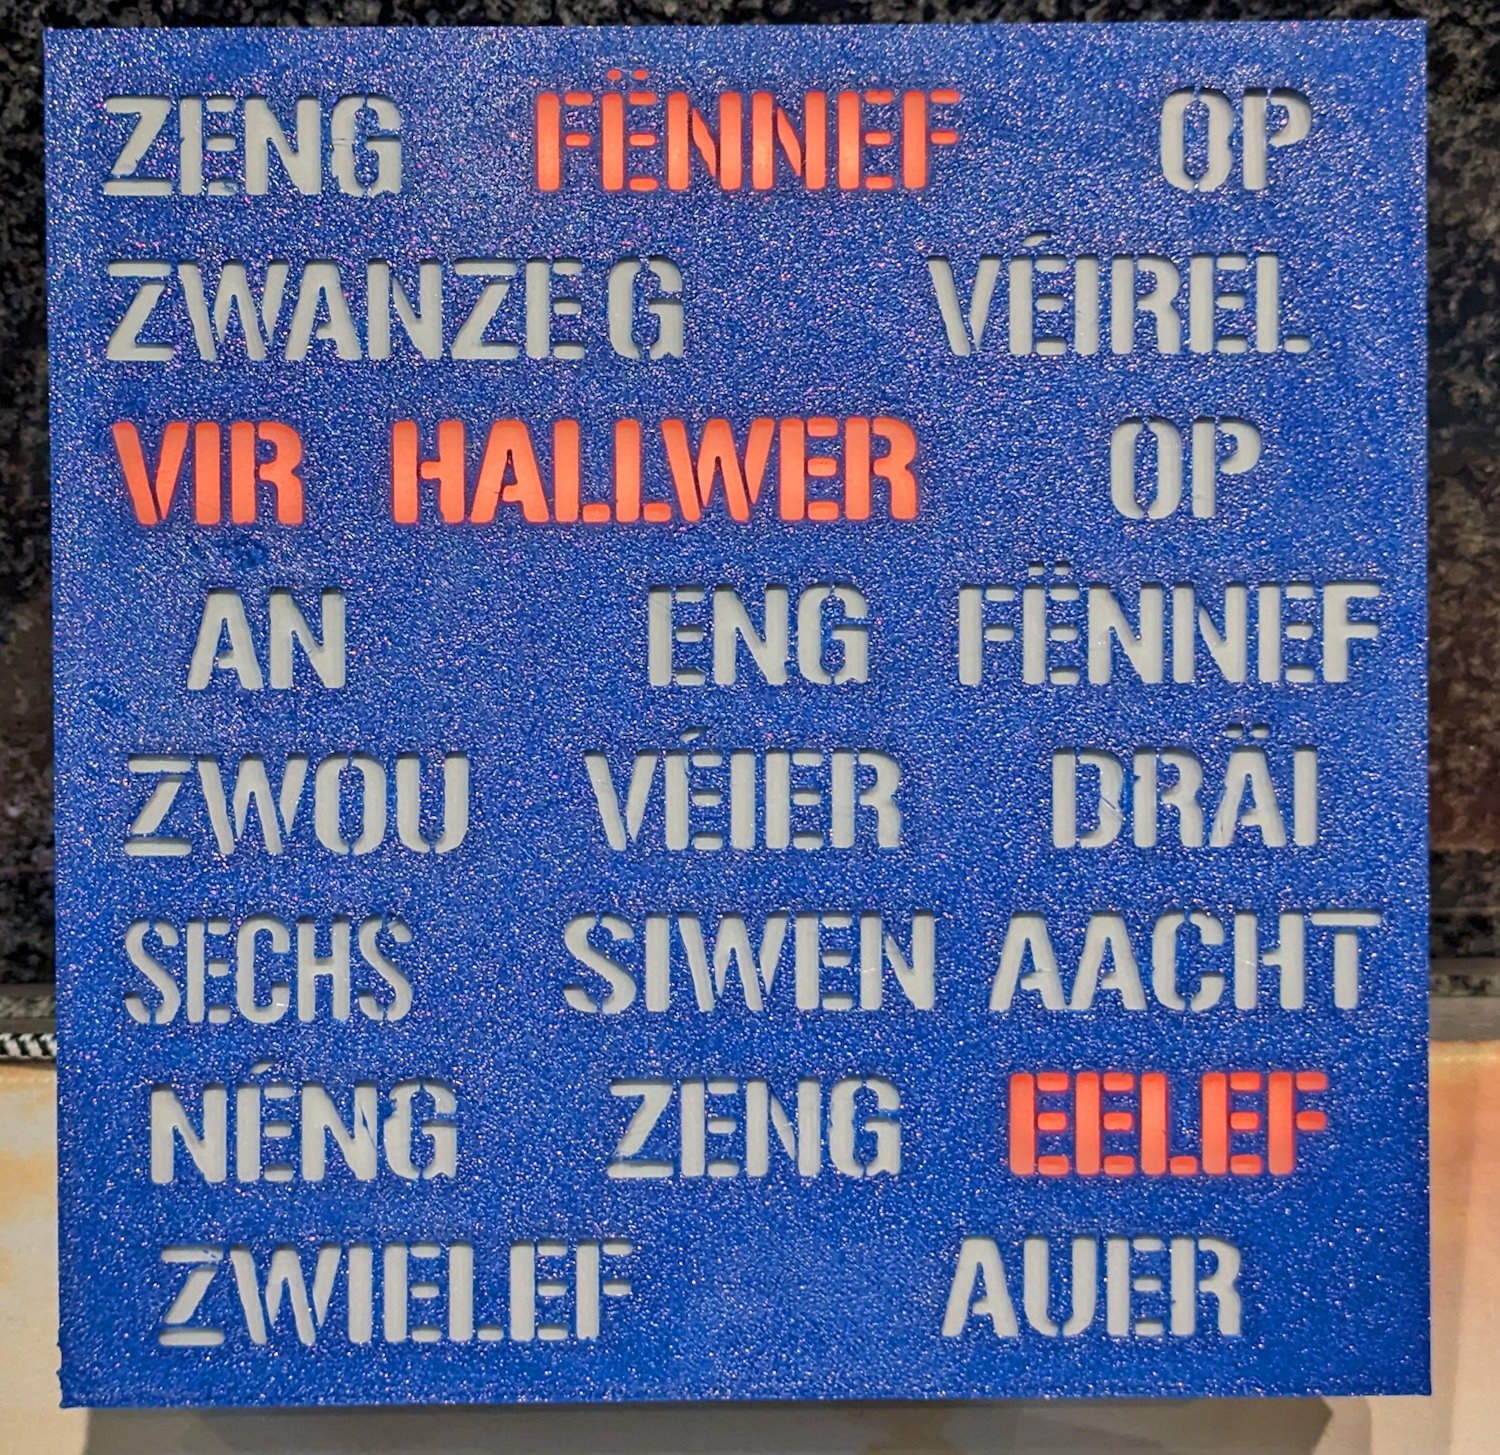 ZENG FËNNEF OP
ZWANZEG VÉIREL
VIR HALLWER OP
AN ENG FËNNEF
ZWOU VÉIER DRÄI
SECHS SIWEN AACHT
NÉNG ZENG EELEF
ZWIELEF AUER